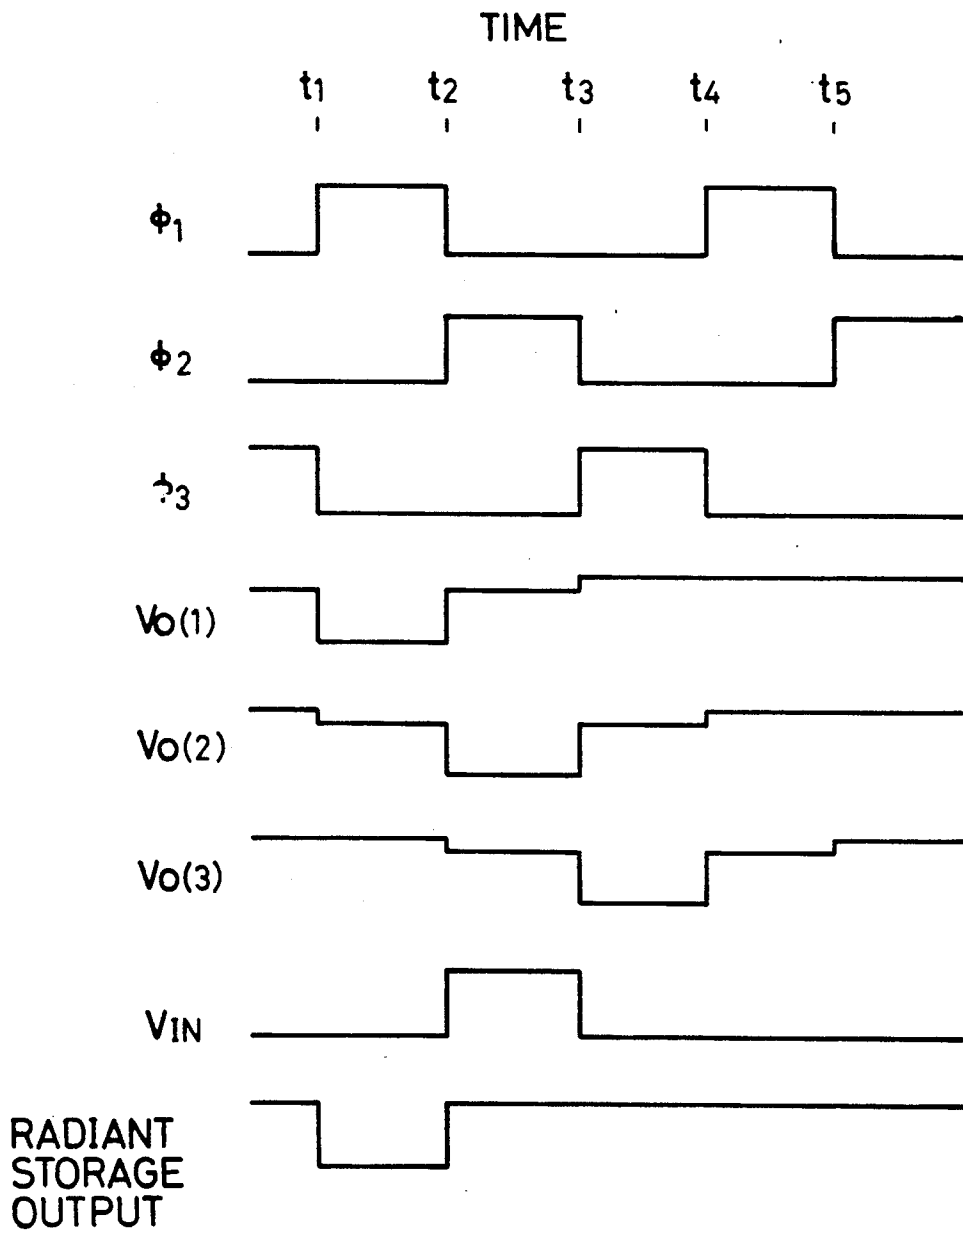 TIME
t1 t2 t3 t4 t5
ϕ1
ϕ2
ϕ3
Vo(1)
Vo(2)
Vo(3)
VIN
RADIANT
STORAGE
OUTPUT